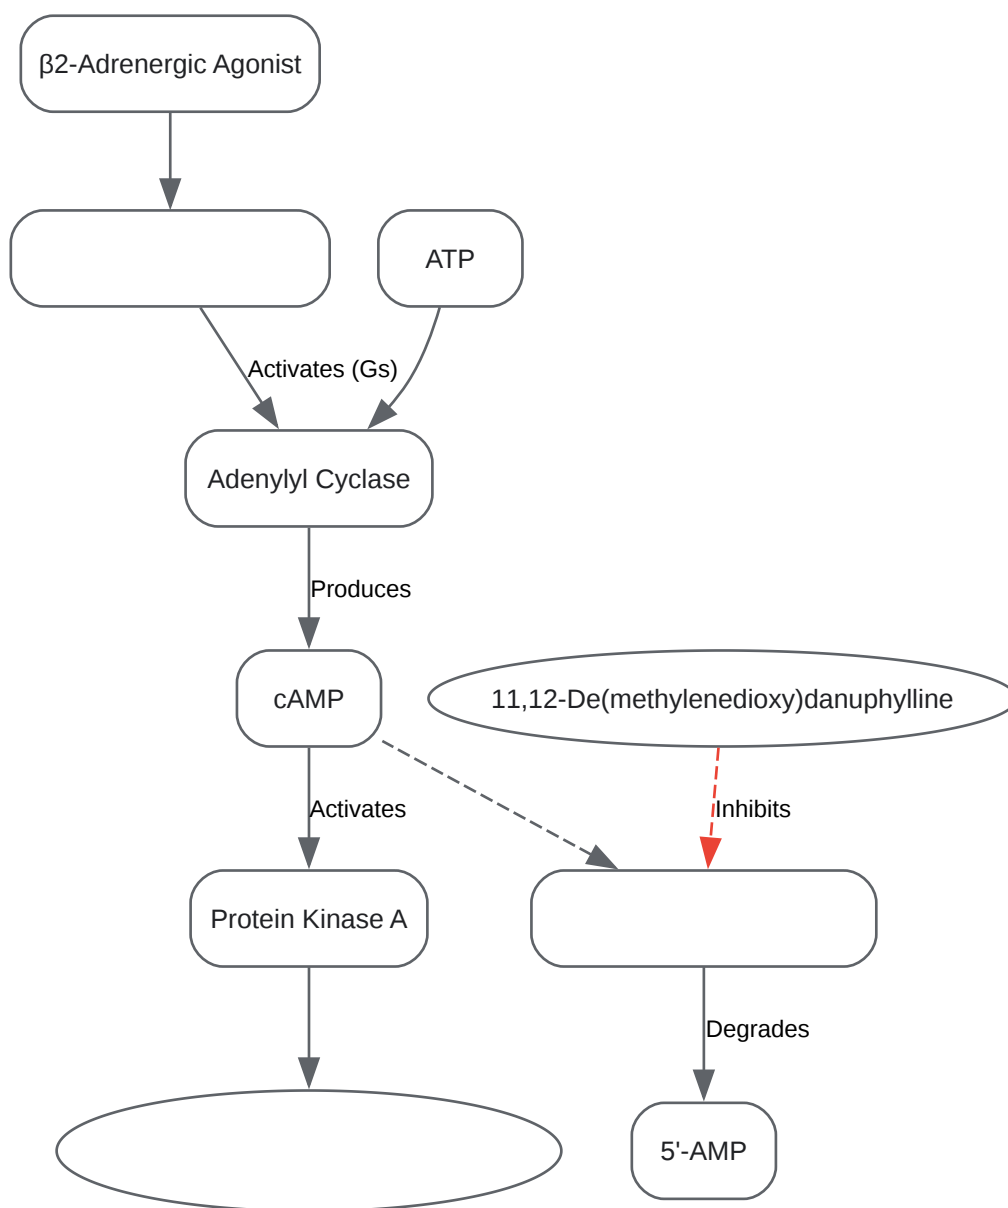 β2-Adrenergic Agonist
ATP
Activates (Gs)
Adenylyl Cyclase
Produces
cAMP
11,12-De(methylenedioxy)danuphylline
Activates
Inhibits
Protein Kinase A
Degrades
5'-AMP